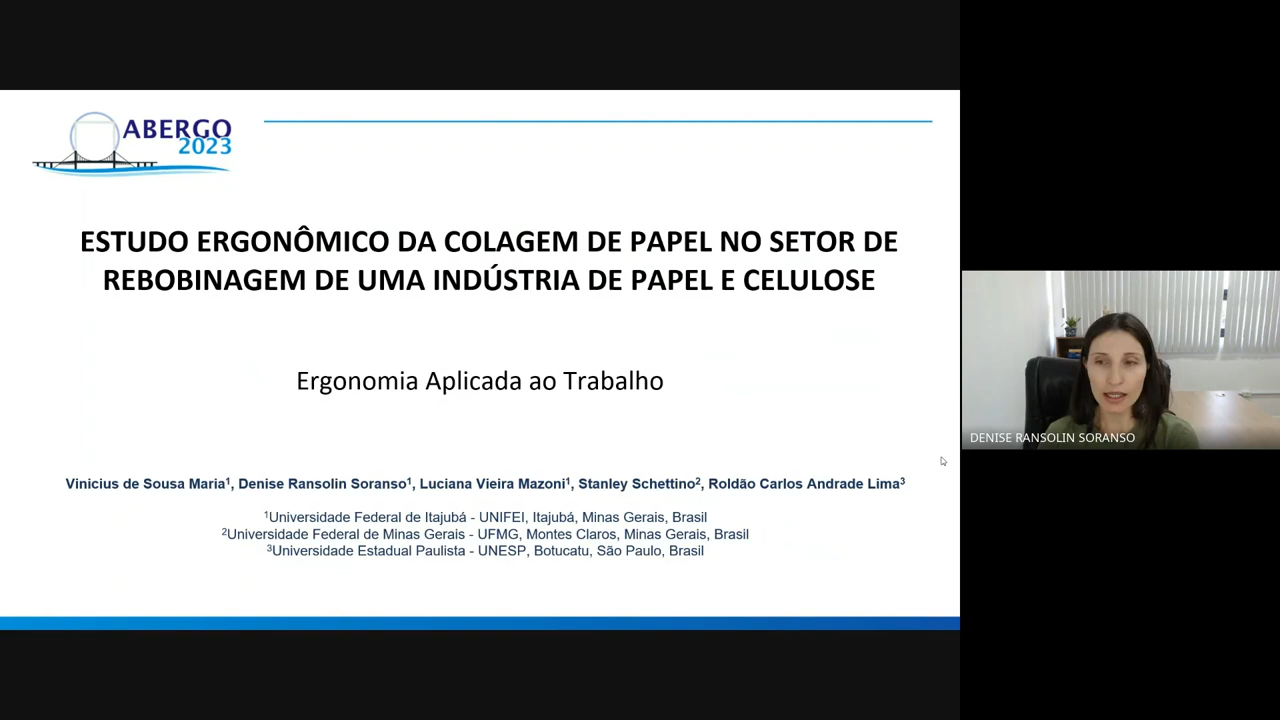 ABERGO
2023
ESTUDO ERGONÔMICO DA COLAGEM DE PAPEL NO SETOR DE
REBOBINAGEM DE UMA INDÚSTRIA DE PAPEL E CELULOSE
Ergonomia Aplicada ao Trabalho
Vinicius de Sousa Maria¹, Denise Ransolin Soranso¹, Luciana Vieira Mazoni¹, Stanley Schettino², Roldão Carlos Andrade Lima³
¹Universidade Federal de Itajubá - UNIFEI, Itajubá, Minas Gerais, Brasil
²Universidade Federal de Minas Gerais - UFMG, Montes Claros, Minas Gerais, Brasil
³Universidade Estadual Paulista - UNESP, Botucatu, São Paulo, Brasil
DENISE RANSOLIN SORANSO